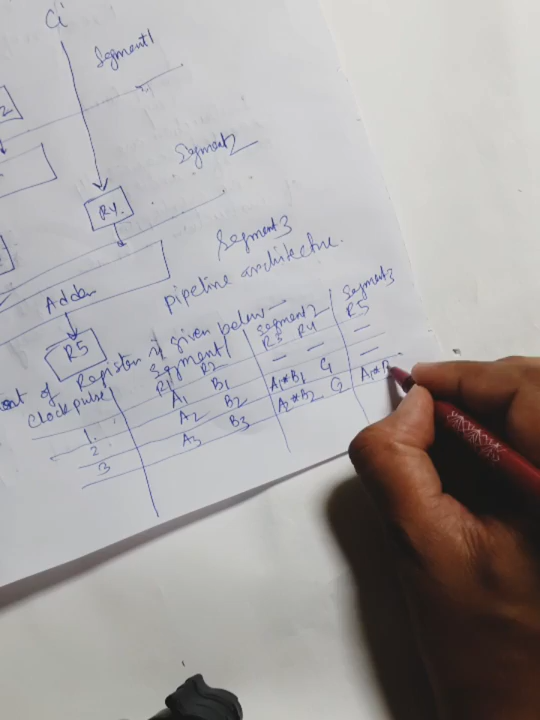 Ci
Segment1
2
Segment2
R4.
Segment3
pipeline architecture.
Adder
R5
of Register is given below
Clock pulse Segment1 Segment2 Segment3
R1 R2 R3 R4 R5
1. A1 B1 — — —
2 A2 B2 A1*B1 C1 —
3 A3 B3 A2*B2 C2 A1*B